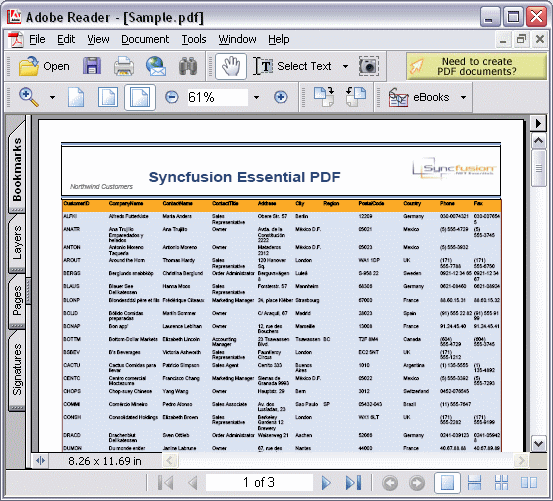 Adobe Reader - [Sample.pdf]
File Edit View Document Tools Window Help
Open Select Text Need to create PDF documents?
61% eBooks
Bookmarks
Layers
Pages
Signatures
Syncfusion
Syncfusion Essential PDF
Northwind Customers
CustomerID CompanyName ContactName ContactTitle Address City Region PostalCode Country Phone Fax
ALFKI Alfreds Futterkiste Maria Anders Sales Representative Obere Str. 57 Berlin 12209 Germany 030-0074321
ANATR Ana Trujillo Emparedados y helados Ana Trujillo Owner Avda. de la Constitución 2222 México D.F. 05021 Mexico (5) 555-4729 (5) 555-3745
ANTON Antonio Moreno Taquería Antonio Moreno Owner Mataderos 2312 México D.F. 05023 Mexico (5) 555-3932
AROUT Around the Horn Thomas Hardy Sales Representative 120 Hanover Sq. London WA1 1DP UK (171) 555-7788 (171) 555-6750
BERGS Berglunds snabbköp Christina Berglund Order Administrator Berguvsvägen 8 Luleå S-958 22 Sweden 0921-12 34 65 0921-12 34 67
BLAUS Blauer See Delikatessen Hanna Moos Sales Representative Forsterstr. 57 Mannheim 68306 Germany 0621-08460 0621-08924
BLONP Blondesddsl père et fils Frédérique Citeaux Marketing Manager 24, place Kléber Strasbourg 67000 France 88.60.15.31 88.60.15.32
BOLID Bólido Comidas preparadas Martín Sommer Owner C/ Araquil, 67 Madrid 28023 Spain (91) 555 22 82 (91) 555 91 99
BONAP Bon app' Laurence Lebihan Owner 12, rue des Bouchers Marseille 13008 France 91.24.45.40 91.24.45.41
BOTTM Bottom-Dollar Markets Elizabeth Lincoln Accounting Manager 23 Tsawassen Blvd. Tsawassen BC T2F 8M4 Canada (604) 555-4729 (604) 555-3745
BSBEV B's Beverages Victoria Ashworth Sales Representative Fauntleroy Circus London EC2 5NT UK (171) 555-1212
CACTU Cactus Comidas para llevar Patricio Simpson Sales Agent Cerrito 333 Buenos Aires 1010 Argentina (1) 135-5555 (1) 135-4892
CENTC Centro comercial Moctezuma Francisco Chang Marketing Manager Sierras de Granada 9993 México D.F. 05022 Mexico (5) 555-3392 (5) 555-7293
CHOPS Chop-suey Chinese Yang Wang Owner Hauptstr. 29 Bern 3012 Switzerland 0452-076545
COMMI Comércio Mineiro Pedro Afonso Sales Associate Av. dos Lusíadas, 23 Sao Paulo SP 05432-043 Brazil (11) 555-7647
CONSH Consolidated Holdings Elizabeth Brown Sales Representative Berkeley Gardens 12 Brewery London WX1 6LT UK (171) 555-2282 (171) 555-9199
DRACD Drachenblut Delikatessen Sven Ottlieb Order Administrator Walserweg 21 Aachen 52066 Germany 0241-039123
DUMON Du monde entier Janine Labrune Owner 67, rue des Nantes 44000 France 40.67.88.88 40.67.89.89
8.26 x 11.69 in
1 of 3